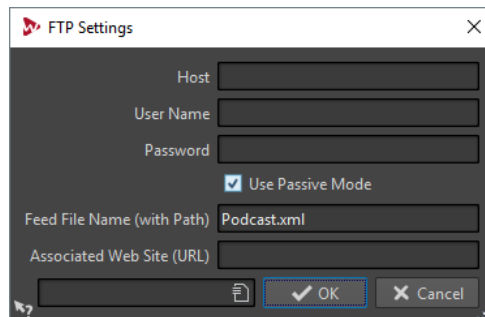 FTP Settings
Host
User Name
Password
Use Passive Mode
Feed File Name (with Path) Podcast.xml
Associated Web Site (URL)
OK Cancel
?